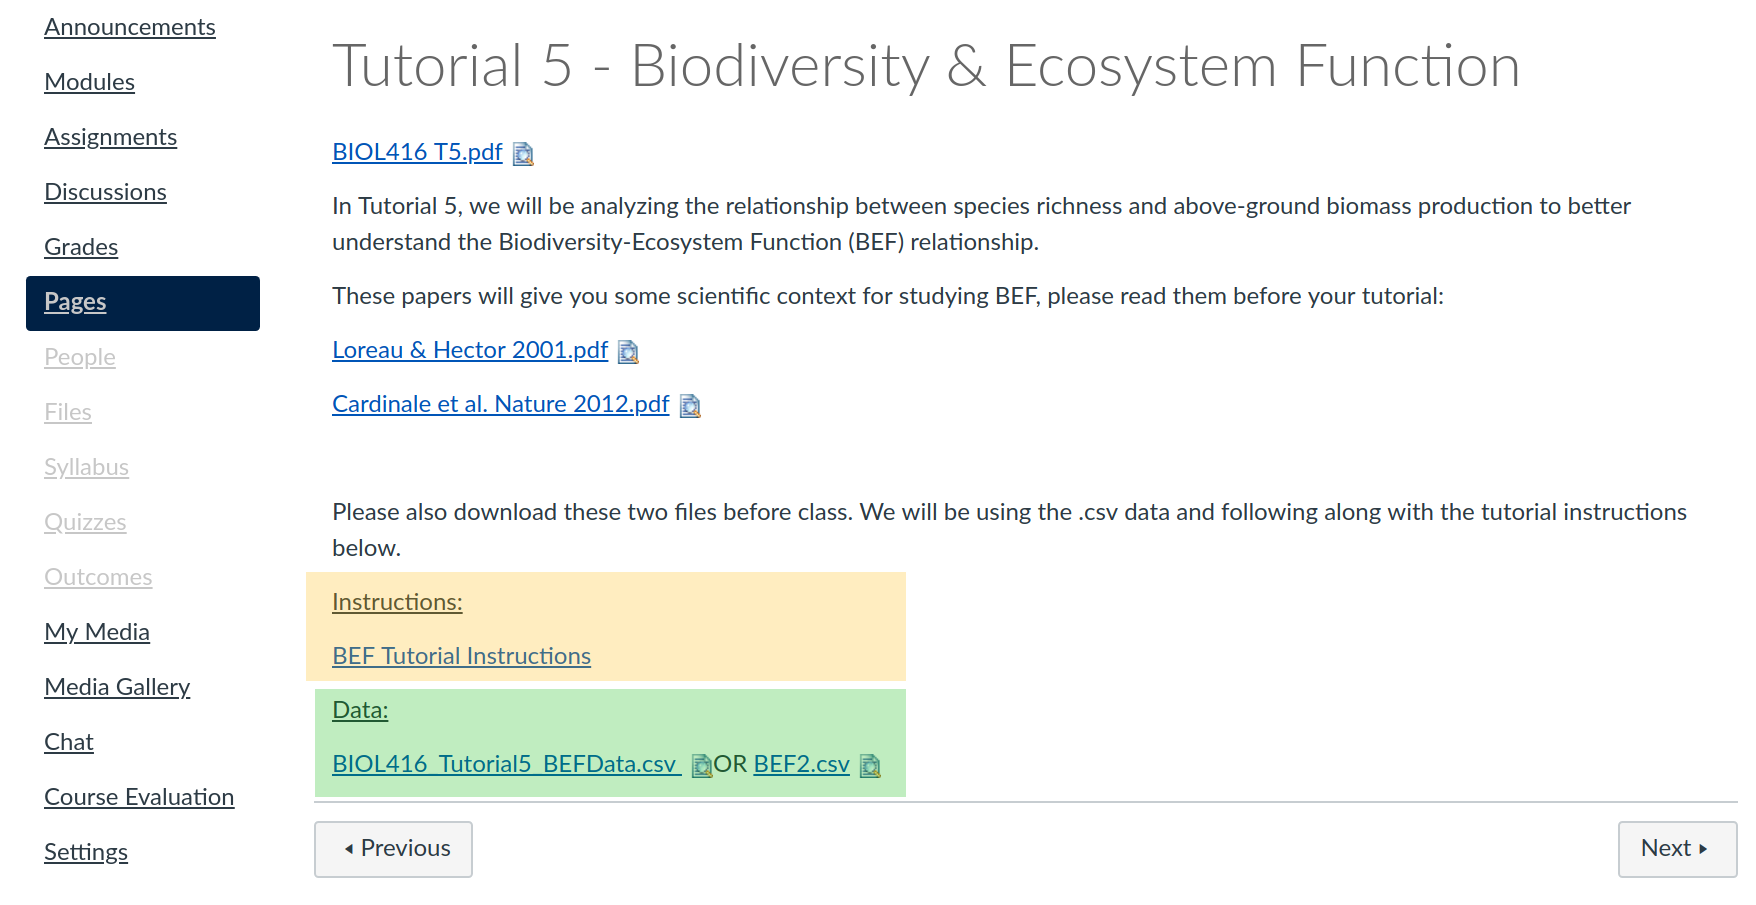 Announcements
Modules
Assignments
Discussions
Grades
Pages
People
Files
Syllabus
Quizzes
Outcomes
My Media
Media Gallery
Chat
Course Evaluation
Settings
Tutorial 5 - Biodiversity & Ecosystem Function
BIOL416 T5.pdf
In Tutorial 5, we will be analyzing the relationship between species richness and above-ground biomass production to better
understand the Biodiversity-Ecosystem Function (BEF) relationship.
These papers will give you some scientific context for studying BEF, please read them before your tutorial:
Loreau & Hector 2001.pdf
Cardinale et al. Nature 2012.pdf
Please also download these two files before class. We will be using the .csv data and following along with the tutorial instructions
below.
Instructions:
BEF Tutorial Instructions
Data:
BIOL416_Tutorial5_BEFData.csv OR BEF2.csv
Previous
Next